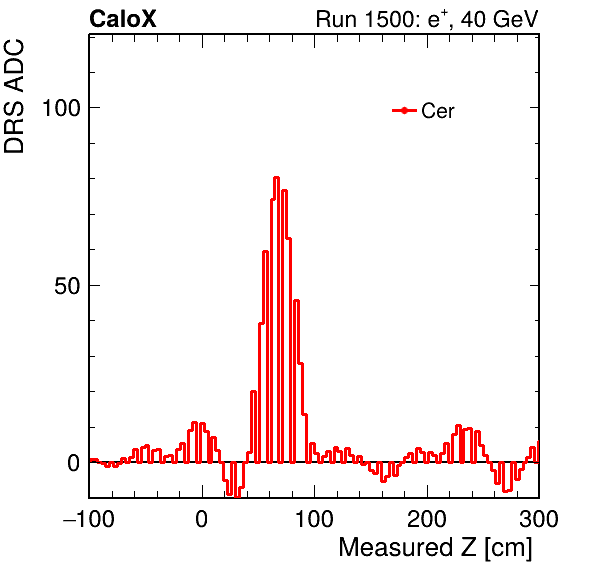 CaloX Run 1500: e⁺, 40 GeV
DRS ADC
Cer
100
50
0
−100 0 100 200 300
Measured Z [cm]